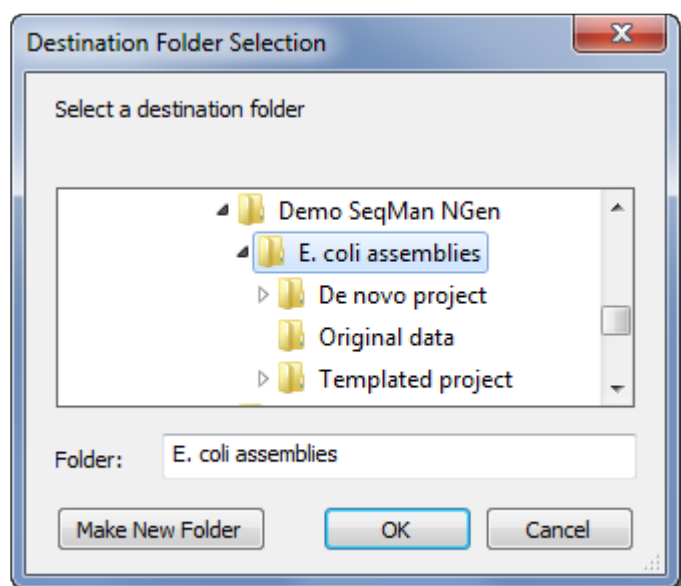 Destination Folder Selection
Select a destination folder
Demo SeqMan NGen
E. coli assemblies
De novo project
Original data
Templated project
Folder: E. coli assemblies
Make New Folder OK Cancel